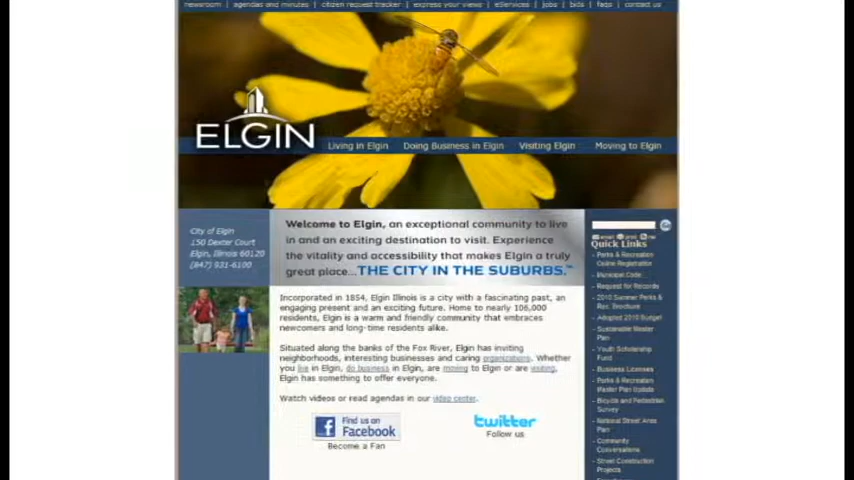 newsroom | agendas and minutes | citizen request tracker | express your views | eServices | jobs | bids | faqs | contact us
ELGIN
Living in Elgin Doing Business in Elgin Visiting Elgin Moving to Elgin
City of Elgin
150 Dexter Court
Elgin, Illinois 60120
(847) 931-6100
Welcome to Elgin, an exceptional community to live
in and an exciting destination to visit. Experience
the vitality and accessibility that makes Elgin a truly
great place...THE CITY IN THE SUBURBS.™
Incorporated in 1854, Elgin Illinois is a city with a fascinating past, an
engaging present and an exciting future. Home to nearly 106,000
residents, Elgin is a warm and friendly community that embraces
newcomers and long-time residents alike.
Situated along the banks of the Fox River, Elgin has inviting
neighborhoods, interesting businesses and caring organizations. Whether
you live in Elgin, do business in Elgin, are moving to Elgin or are visiting,
Elgin has something to offer everyone.
Watch videos or read agendas in our video center.
Find us on
Facebook
Become a Fan
twitter
Follow us
Go
email print
Quick Links
- Parks & Recreation
Online Registration
- Municipal Code
- Request for Records
- 2010 Summer Parks &
Rec. Brochure
- Adopted 2010 Budget
- Sustainable Master
Plan
- Youth Scholarship
Fund
- Business Licenses
- Parks & Recreation
Master Plan Update
- Bicycle and Pedestrian
Survey
- National Street Area
Plan
- Community
Conversations
- Street Construction
Projects